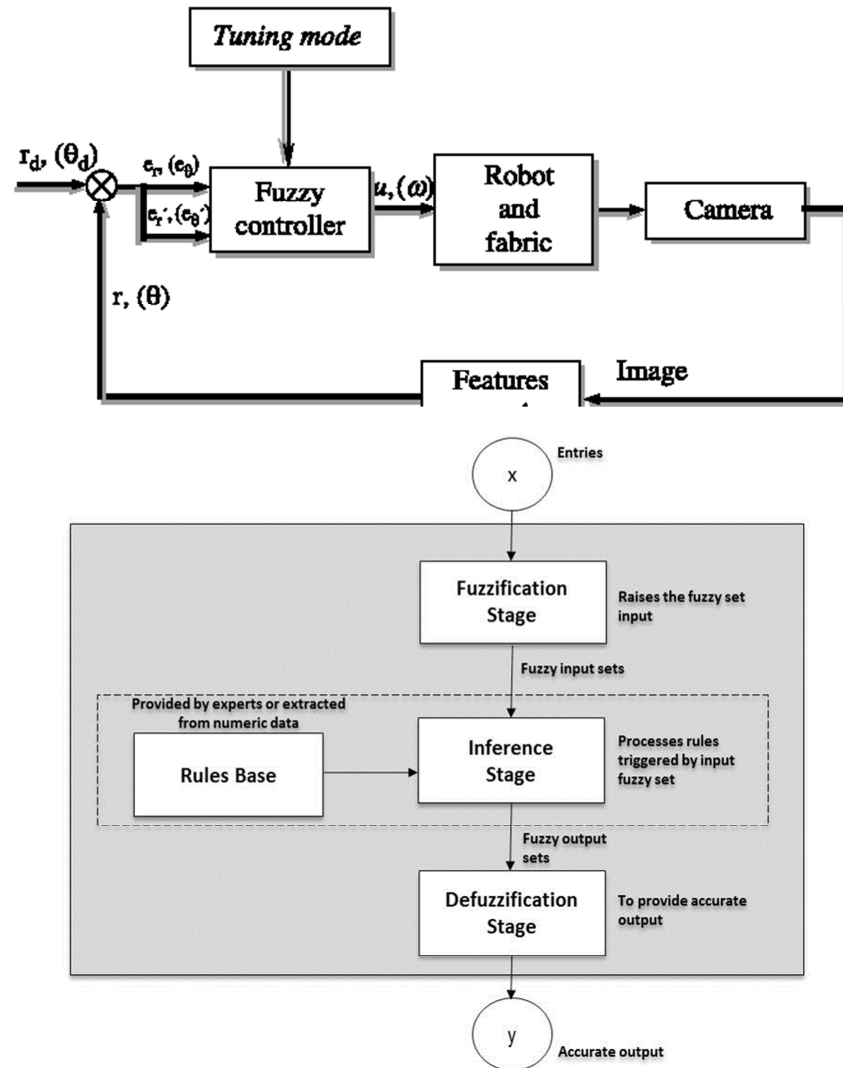 Tuning mode
r_d, (θ_d)
e_r, (e_θ)
e_r', (e_θ')
Fuzzy
controller
u, (ω)
Robot
and
fabric
Camera
r, (θ)
Features
Image
x
Entries
Fuzzification
Stage
Raises the fuzzy set
input
Fuzzy input sets
Provided by experts or extracted
from numeric data
Rules Base
Inference
Stage
Processes rules
triggered by input
fuzzy set
Fuzzy output
sets
Defuzzification
Stage
To provide accurate
output
y
Accurate output